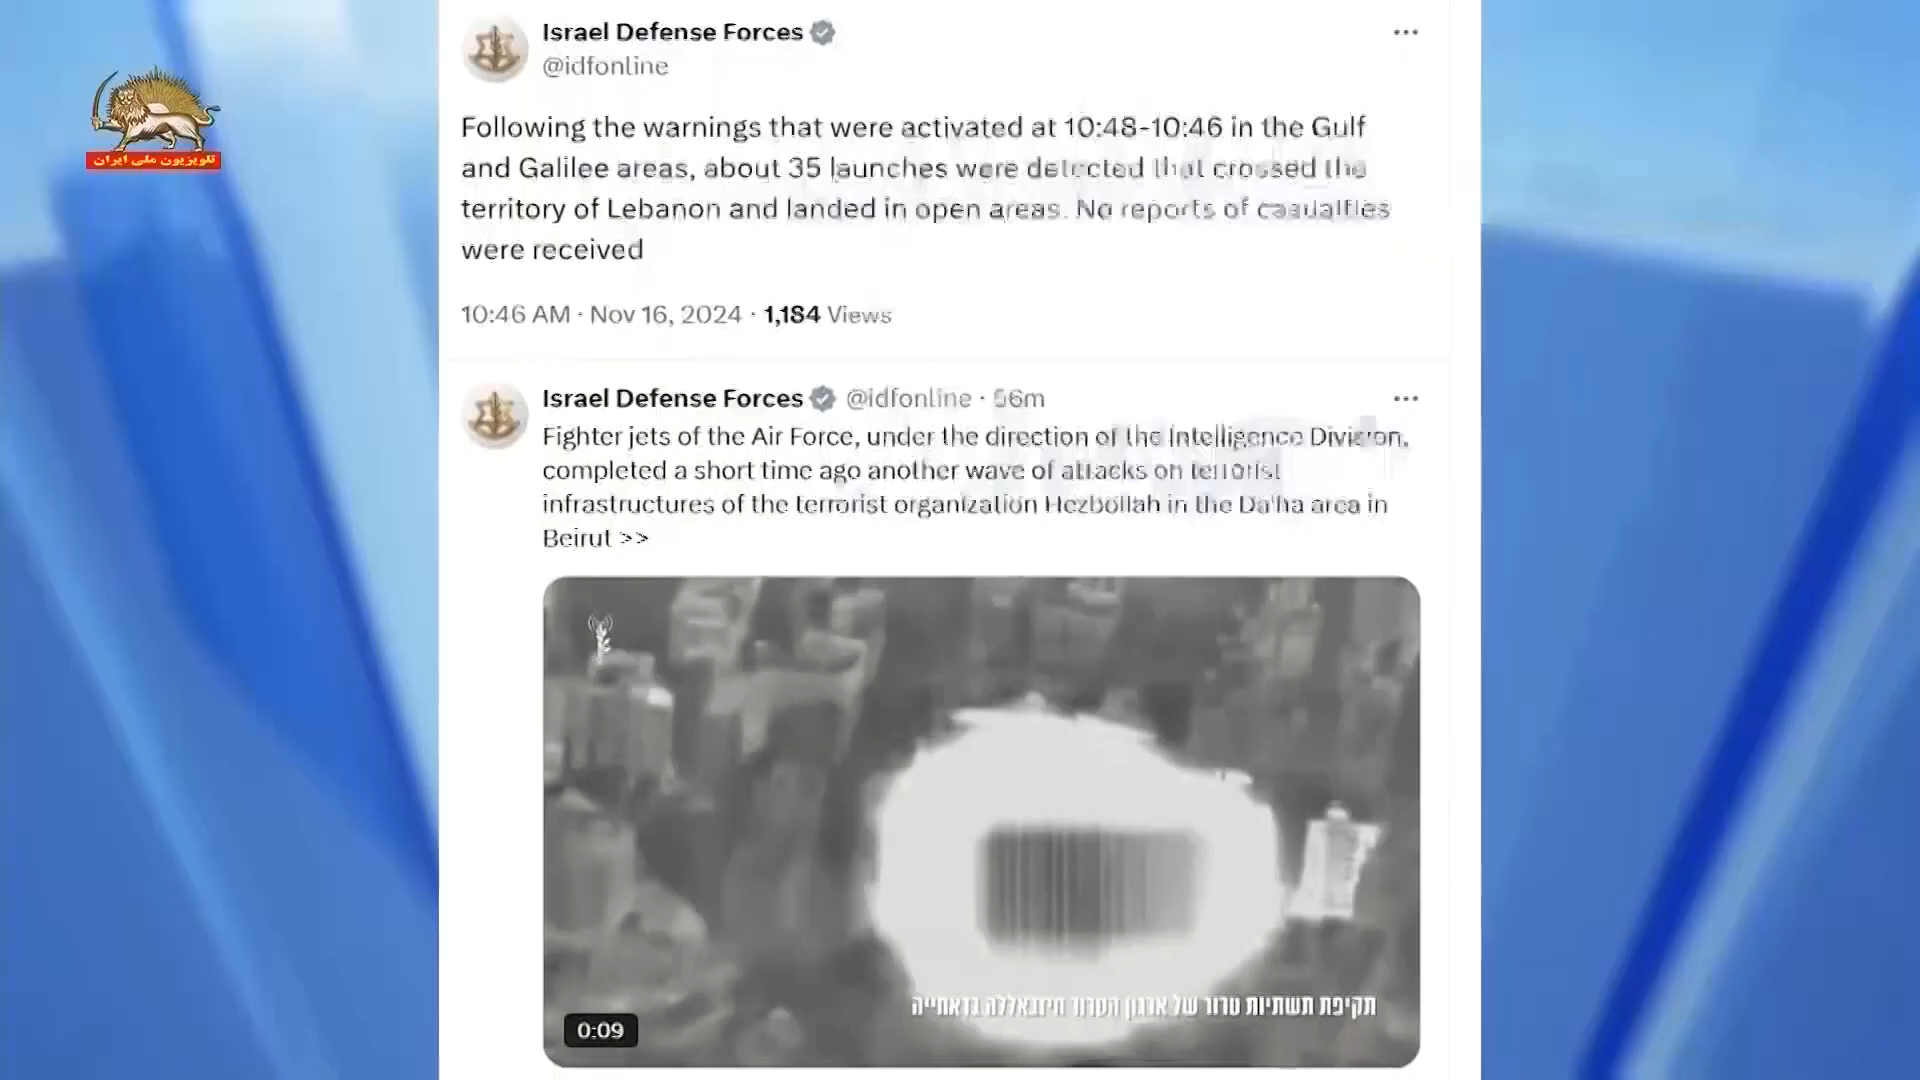 Israel Defense Forces
@idfonline
تلویزیون ملی ایران
Following the warnings that were activated at 10:48-10:46 in the Gulf
and Galilee areas, about 35 launches were detected that crossed the
territory of Lebanon and landed in open areas. No reports of casualties
were received
10:46 AM · Nov 16, 2024 · 1,184 Views
Israel Defense Forces @idfonline · 56m
Fighter jets of the Air Force, under the direction of the Intelligence Division,
completed a short time ago another wave of attacks on terrorist
infrastructures of the terrorist organization Hezbollah in the Da'ha area in
Beirut >>
תקיפת תשתיות טרור של ארגון הטרור חיזבאללה בדאחייה
0:09